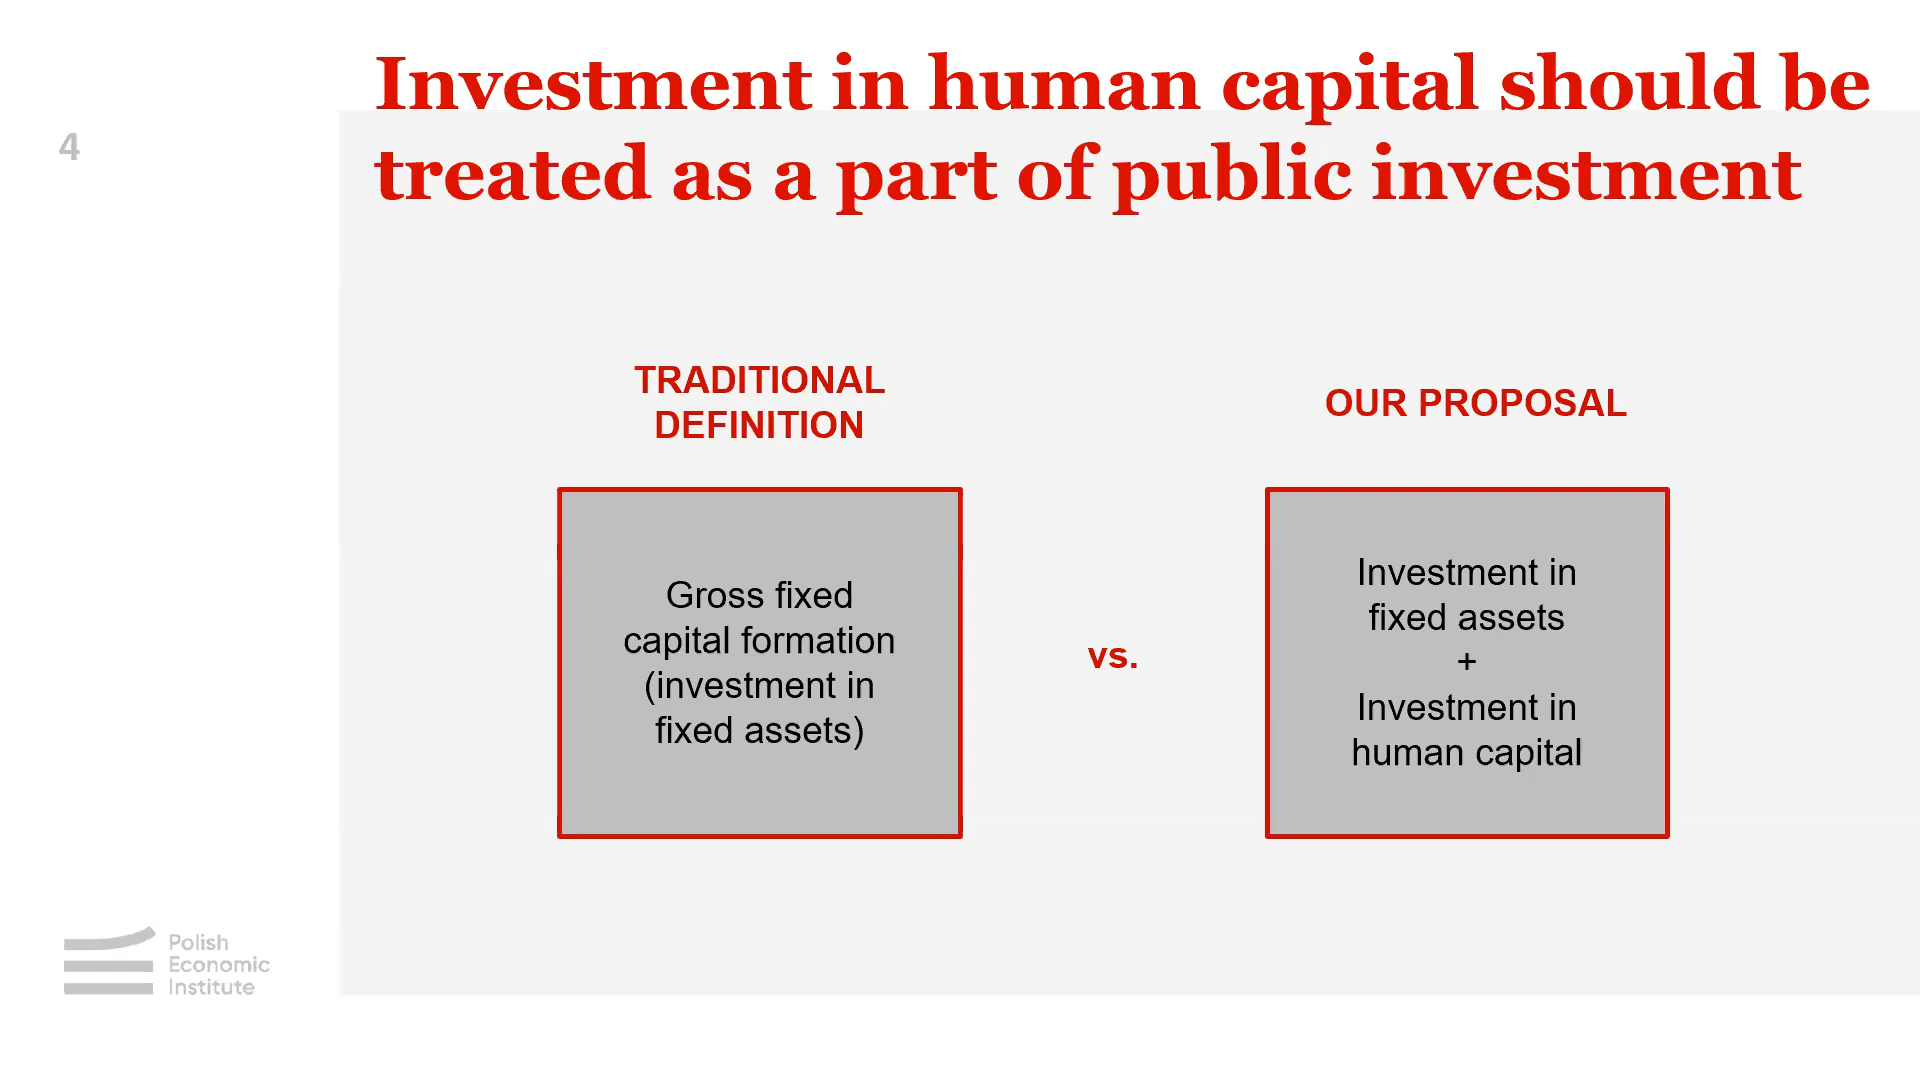 Investment in human capital should be
treated as a part of public investment
4
TRADITIONAL
DEFINITION
OUR PROPOSAL
Gross fixed
capital formation
(investment in
fixed assets)
vs.
Investment in
fixed assets
+
Investment in
human capital
Polish
Economic
Institute